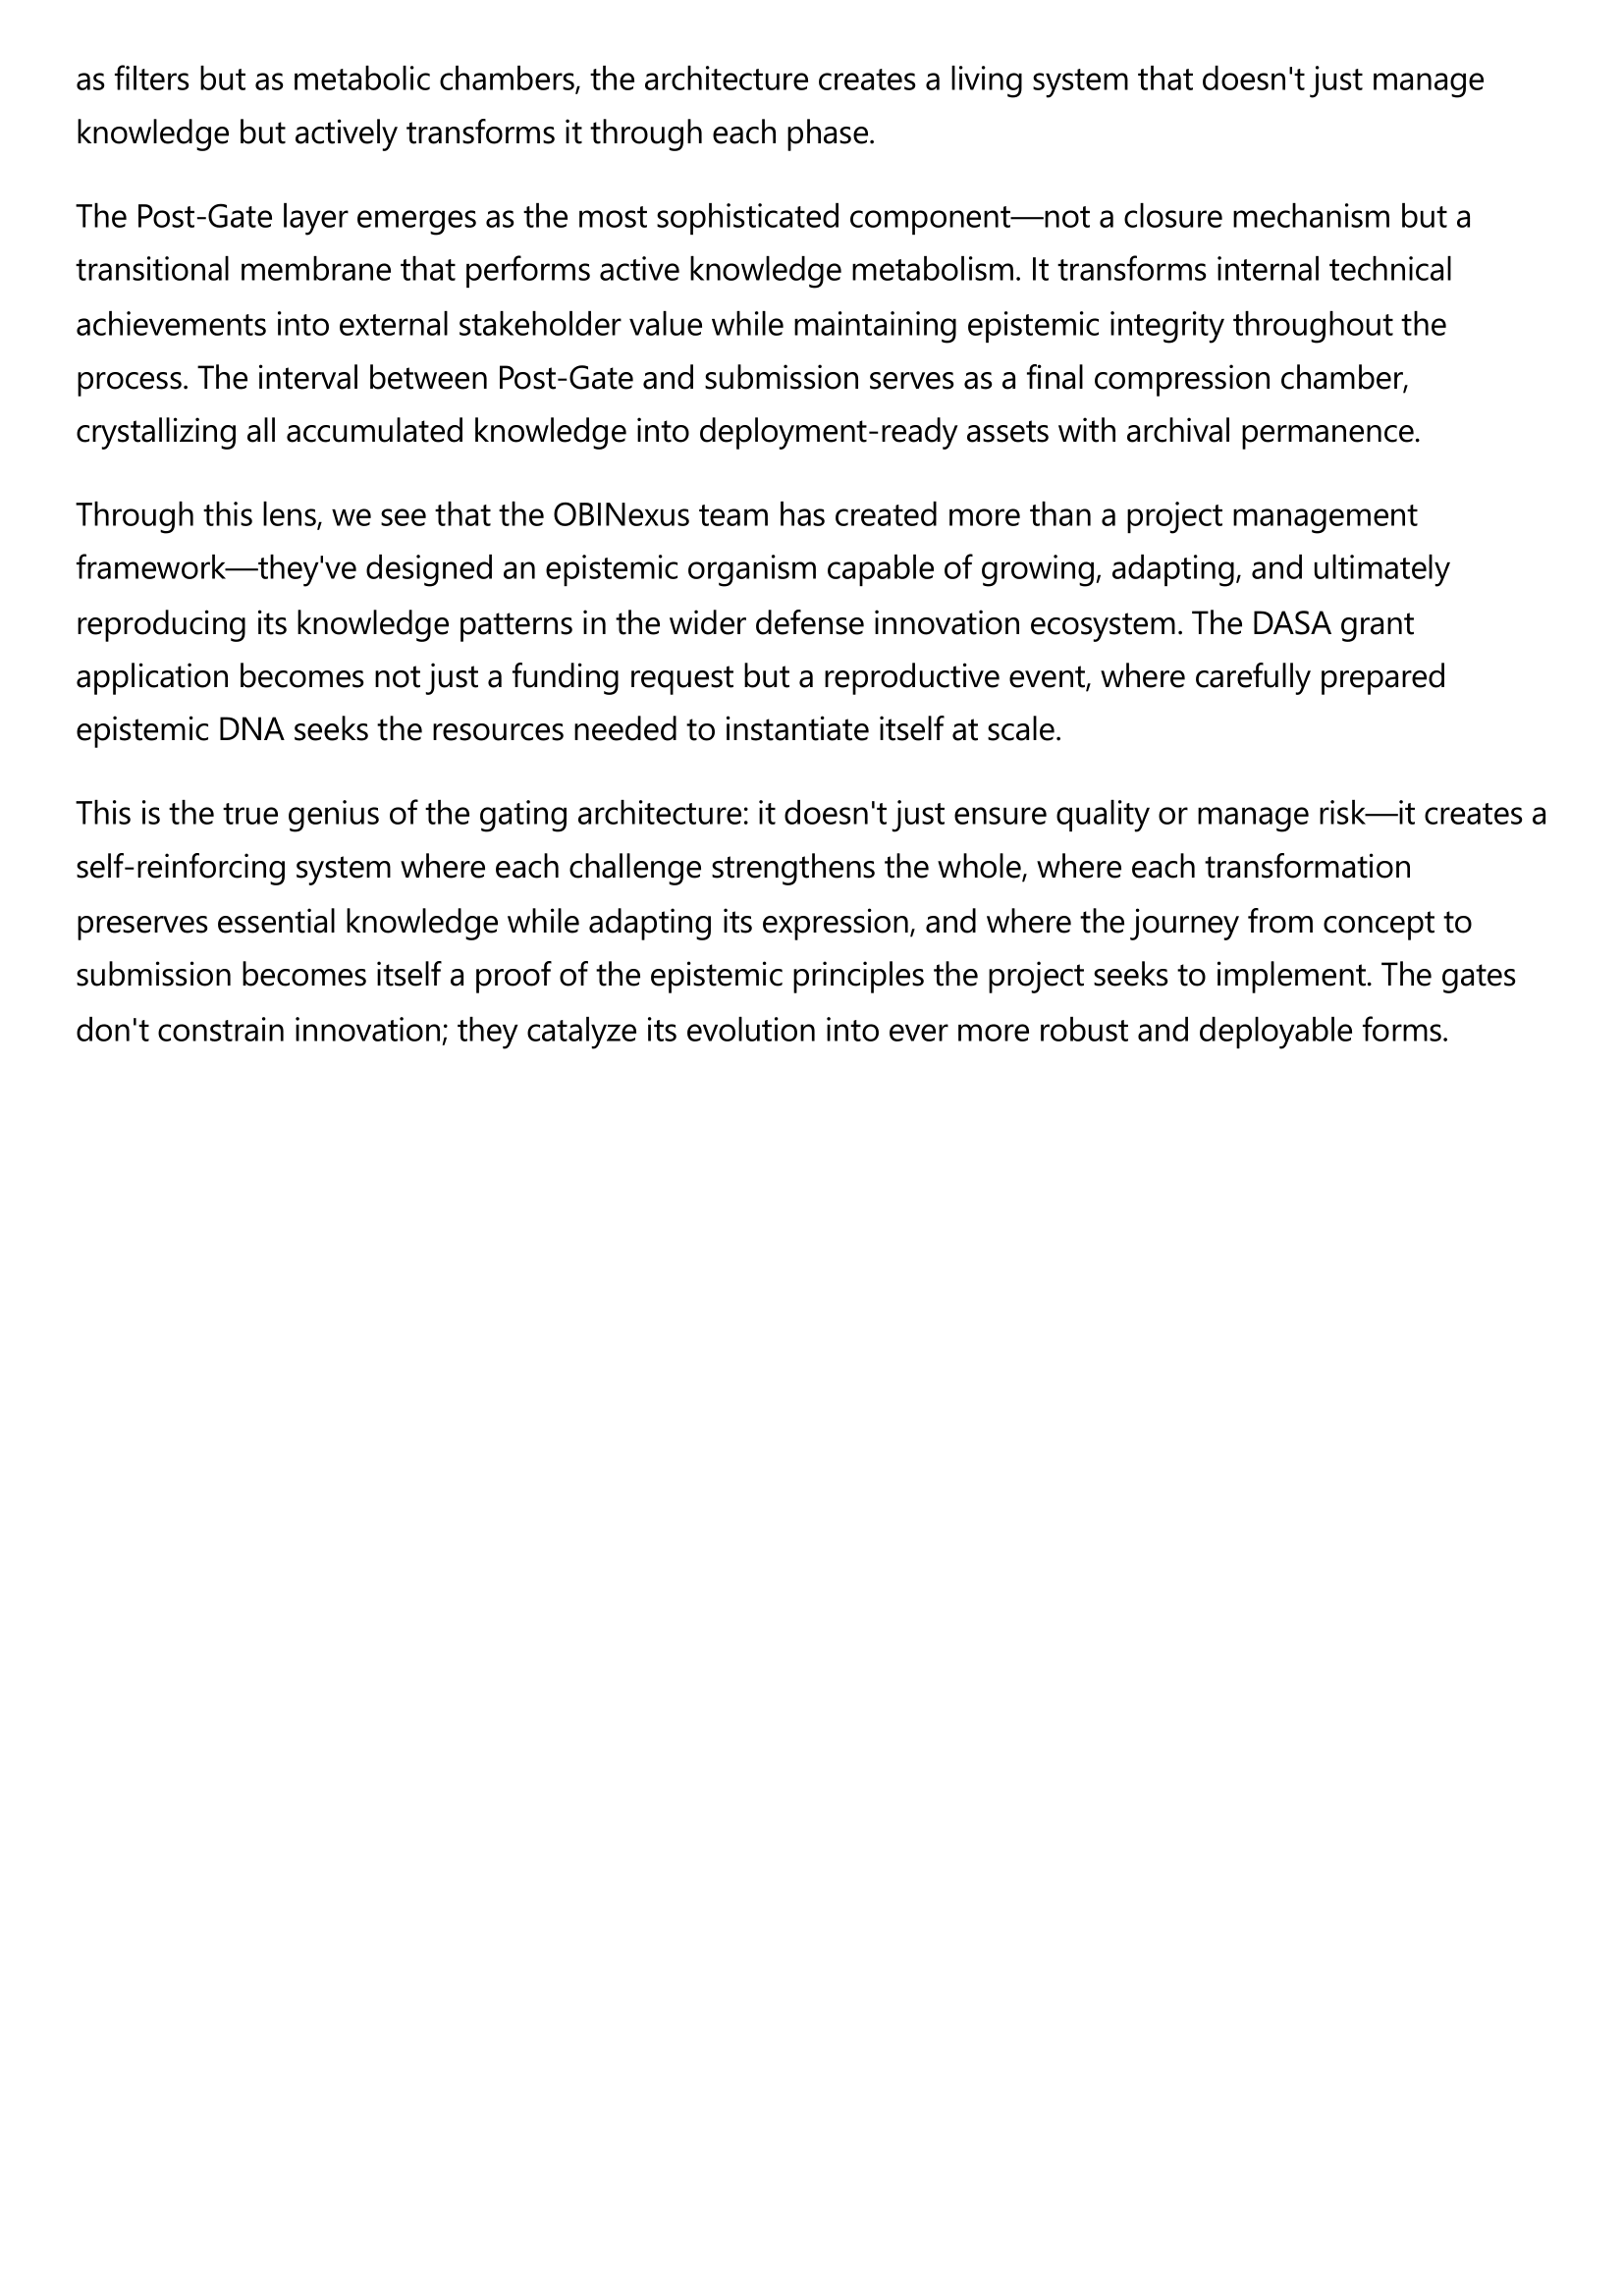 as filters but as metabolic chambers, the architecture creates a living system that doesn't just manage
knowledge but actively transforms it through each phase.
The Post-Gate layer emerges as the most sophisticated component—not a closure mechanism but a
transitional membrane that performs active knowledge metabolism. It transforms internal technical
achievements into external stakeholder value while maintaining epistemic integrity throughout the
process. The interval between Post-Gate and submission serves as a final compression chamber,
crystallizing all accumulated knowledge into deployment-ready assets with archival permanence.
Through this lens, we see that the OBINexus team has created more than a project management
framework—they've designed an epistemic organism capable of growing, adapting, and ultimately
reproducing its knowledge patterns in the wider defense innovation ecosystem. The DASA grant
application becomes not just a funding request but a reproductive event, where carefully prepared
epistemic DNA seeks the resources needed to instantiate itself at scale.
This is the true genius of the gating architecture: it doesn't just ensure quality or manage risk—it creates a
self-reinforcing system where each challenge strengthens the whole, where each transformation
preserves essential knowledge while adapting its expression, and where the journey from concept to
submission becomes itself a proof of the epistemic principles the project seeks to implement. The gates
don't constrain innovation; they catalyze its evolution into ever more robust and deployable forms.